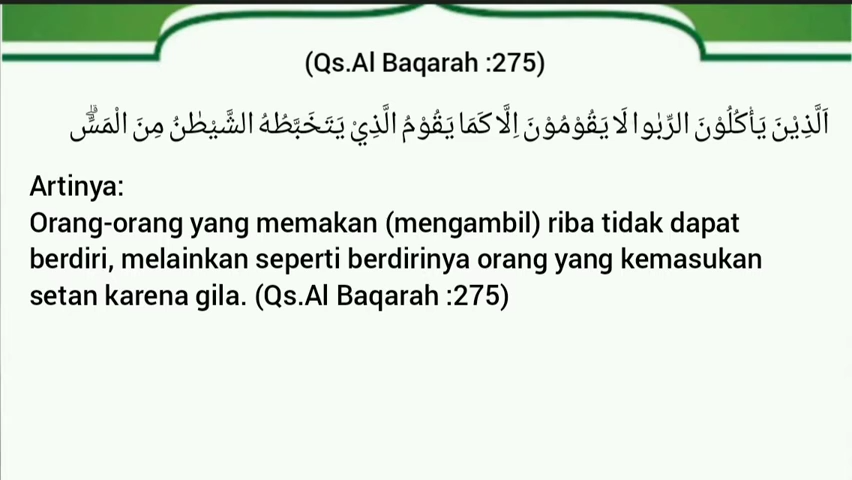 (Qs.Al Baqarah :275)
اَلَّذِيْنَ يَأْكُلُوْنَ الرِّبٰوا لَا يَقُوْمُوْنَ اِلَّا كَمَا يَقُوْمُ الَّذِيْ يَتَخَبَّطُهُ الشَّيْطٰنُ مِنَ الْمَسِّۗ
Artinya:
Orang-orang yang memakan (mengambil) riba tidak dapat
berdiri, melainkan seperti berdirinya orang yang kemasukan
setan karena gila. (Qs.Al Baqarah :275)